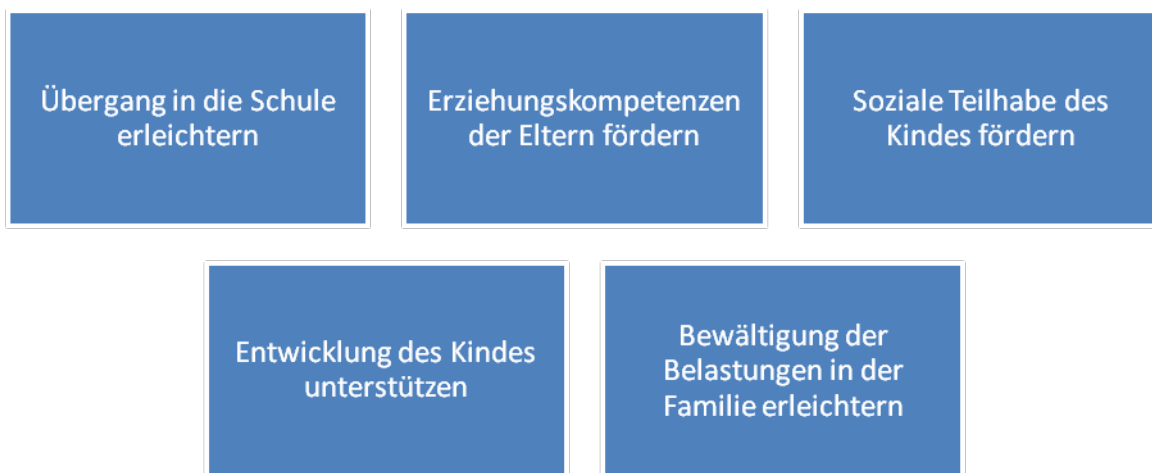 Übergang in die Schule
erleichtern
Erziehungskompetenzen
der Eltern fördern
Soziale Teilhabe des
Kindes fördern
Entwicklung des Kindes
unterstützen
Bewältigung der
Belastungen in der
Familie erleichtern